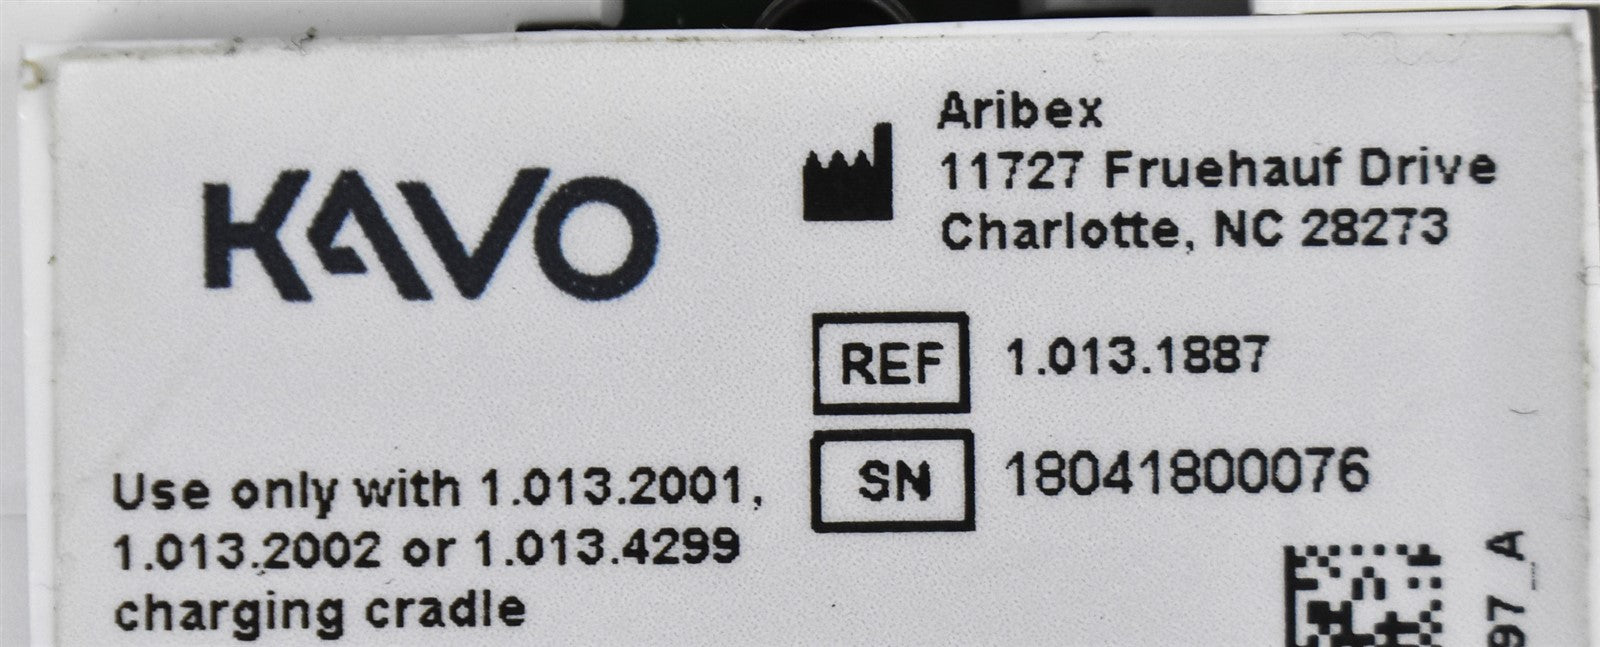 KAVO
Aribex
11727 Fruehauf Drive
Charlotte, NC 28273
REF 1.013.1887
SN 18041800076
Use only with 1.013.2001,
1.013.2002 or 1.013.4299
charging cradle
97_A